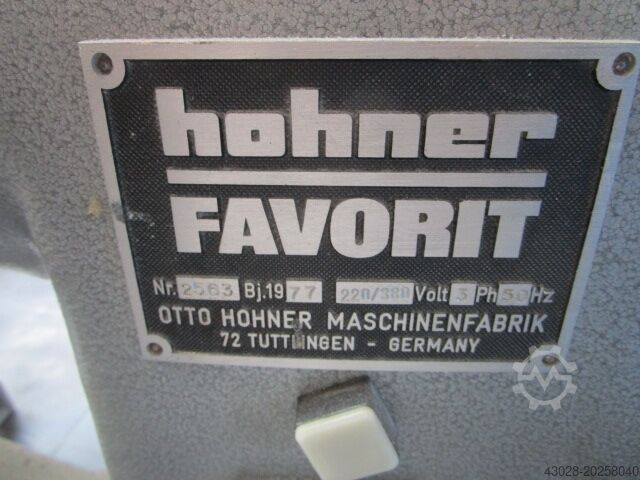 hohner
FAVORIT
Nr. 2563 Bj.1977 220/380 Volt 3 Ph 50 Hz
OTTO HOHNER MASCHINENFABRIK
72 TUTTLINGEN - GERMANY
43028-20258040